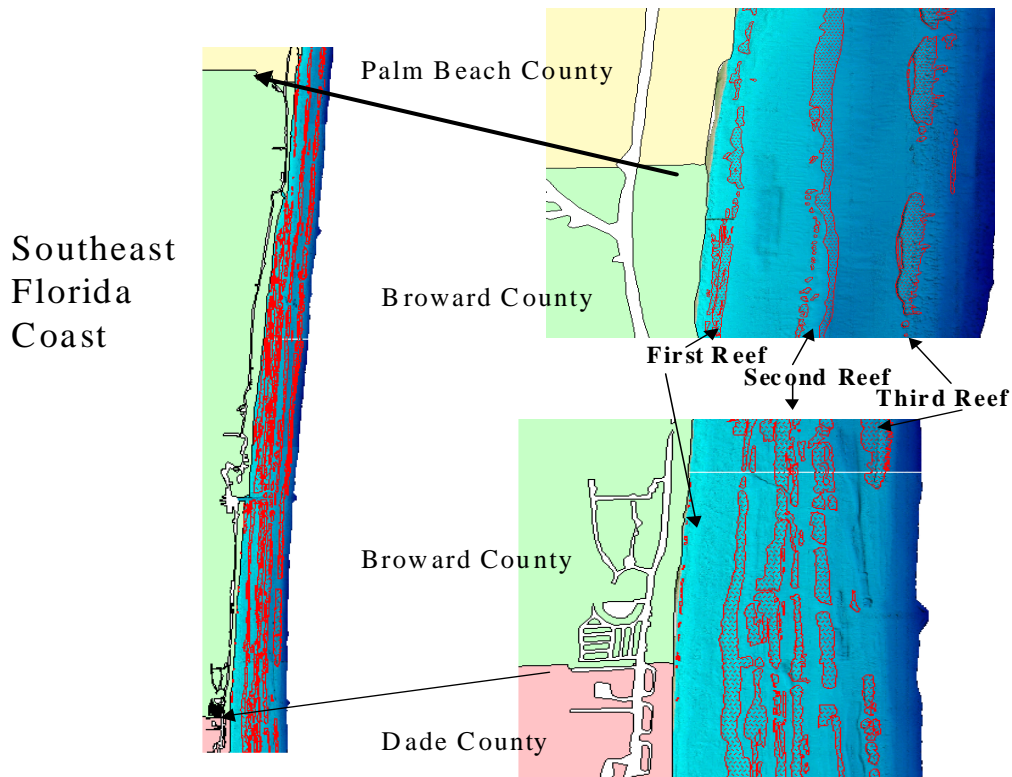 Palm Beach County
Southeast
Florida
Coast
Broward County
First Reef
Second Reef
Third Reef
Broward County
Dade County